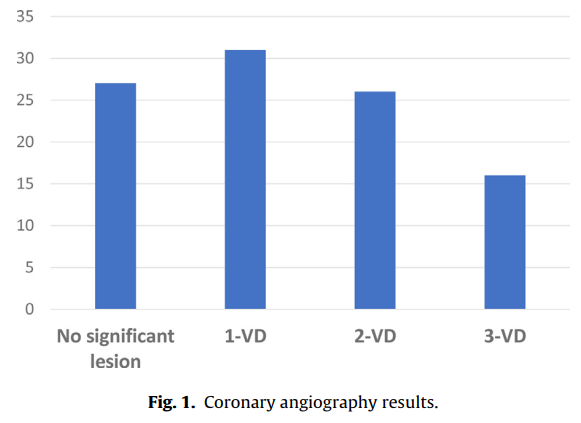 35
30
25
20
15
10
5
0
No significant
lesion
1-VD
2-VD
3-VD
Fig. 1. Coronary angiography results.